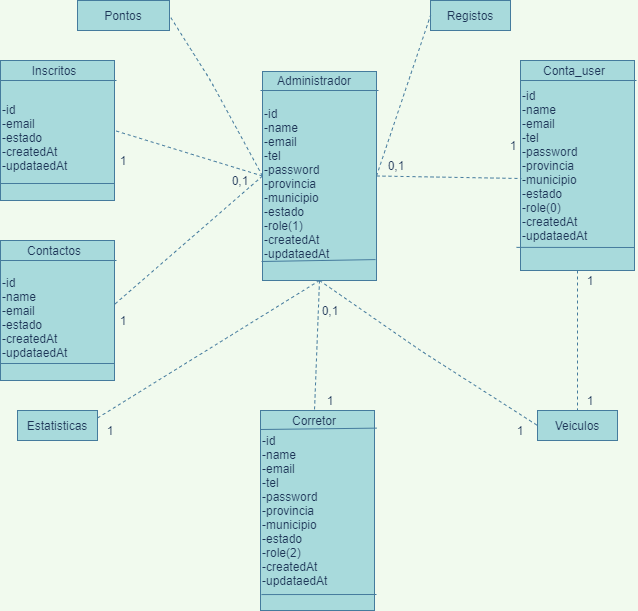 Pontos
Registos
Inscritos
-id
-email
-estado
-createdAt
-updataedAt
1
Administrador
-id
-name
-email
-tel
-password
-provincia
-municipio
-estado
-role(1)
-createdAt
-updataedAt
0,1
0,1
0,1
Conta_user
-id
-name
-email
-tel
-password
-provincia
-municipio
-estado
-role(0)
-createdAt
-updataedAt
1
1
Contactos
-id
-name
-email
-estado
-createdAt
-updataedAt
1
Estatisticas
1
1
Corretor
-id
-name
-email
-tel
-password
-provincia
-municipio
-estado
-role(2)
-createdAt
-updataedAt
1
1
Veiculos